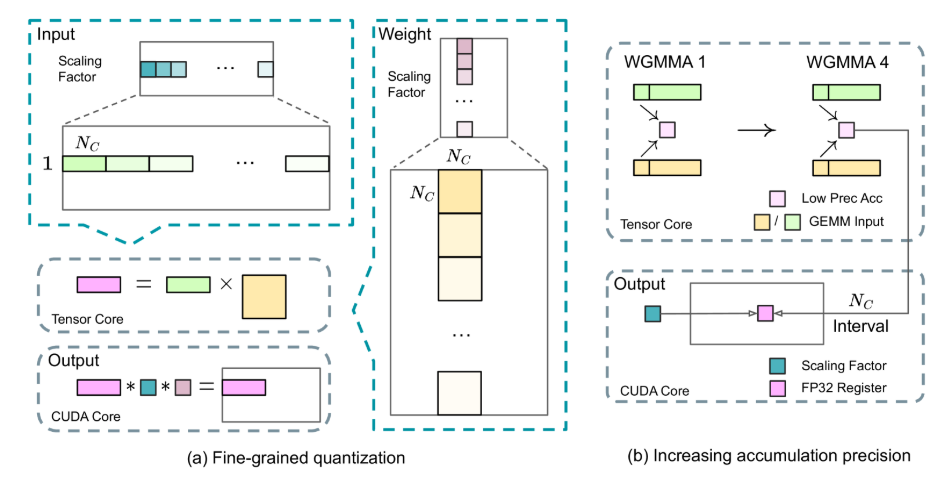 Input
Scaling
Factor
...
N_C
1
...
Tensor Core
= ×
Output
* * =
CUDA Core
Weight
Scaling
Factor
...
N_C
N_C
...
(a) Fine-grained quantization
WGMMA 1
WGMMA 4
Low Prec Acc
/ GEMM Input
Tensor Core
Output
N_C
Interval
Scaling Factor
FP32 Register
CUDA Core
(b) Increasing accumulation precision